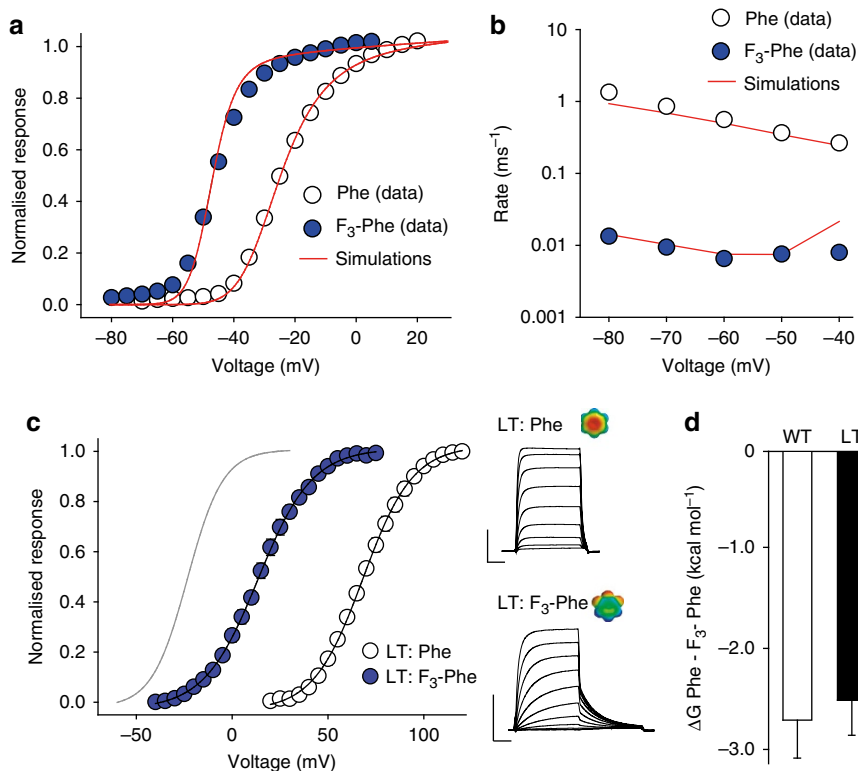 a
1.0
0.8
0.6
0.4
0.2
0.0
Normalised response
Phe (data)
F₃-Phe (data)
Simulations
−80 −60 −40 −20 0 20
Voltage (mV)
b
10
1
0.1
0.01
0.001
Rate (ms⁻¹)
Phe (data)
F₃-Phe (data)
Simulations
−80 −70 −60 −50 −40
Voltage (mV)
c
1.0
0.8
0.6
0.4
0.2
0.0
Normalised response
LT: Phe
LT: F₃-Phe
−50 0 50 100
Voltage (mV)
LT: Phe
LT: F₃-Phe
d
WT LT
0
−1.0
−2.0
−3.0
ΔG Phe - F₃- Phe (kcal mol⁻¹)